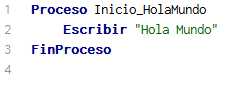 1 Proceso Inicio_HolaMundo
2 Escribir "Hola Mundo"
3 FinProceso
4